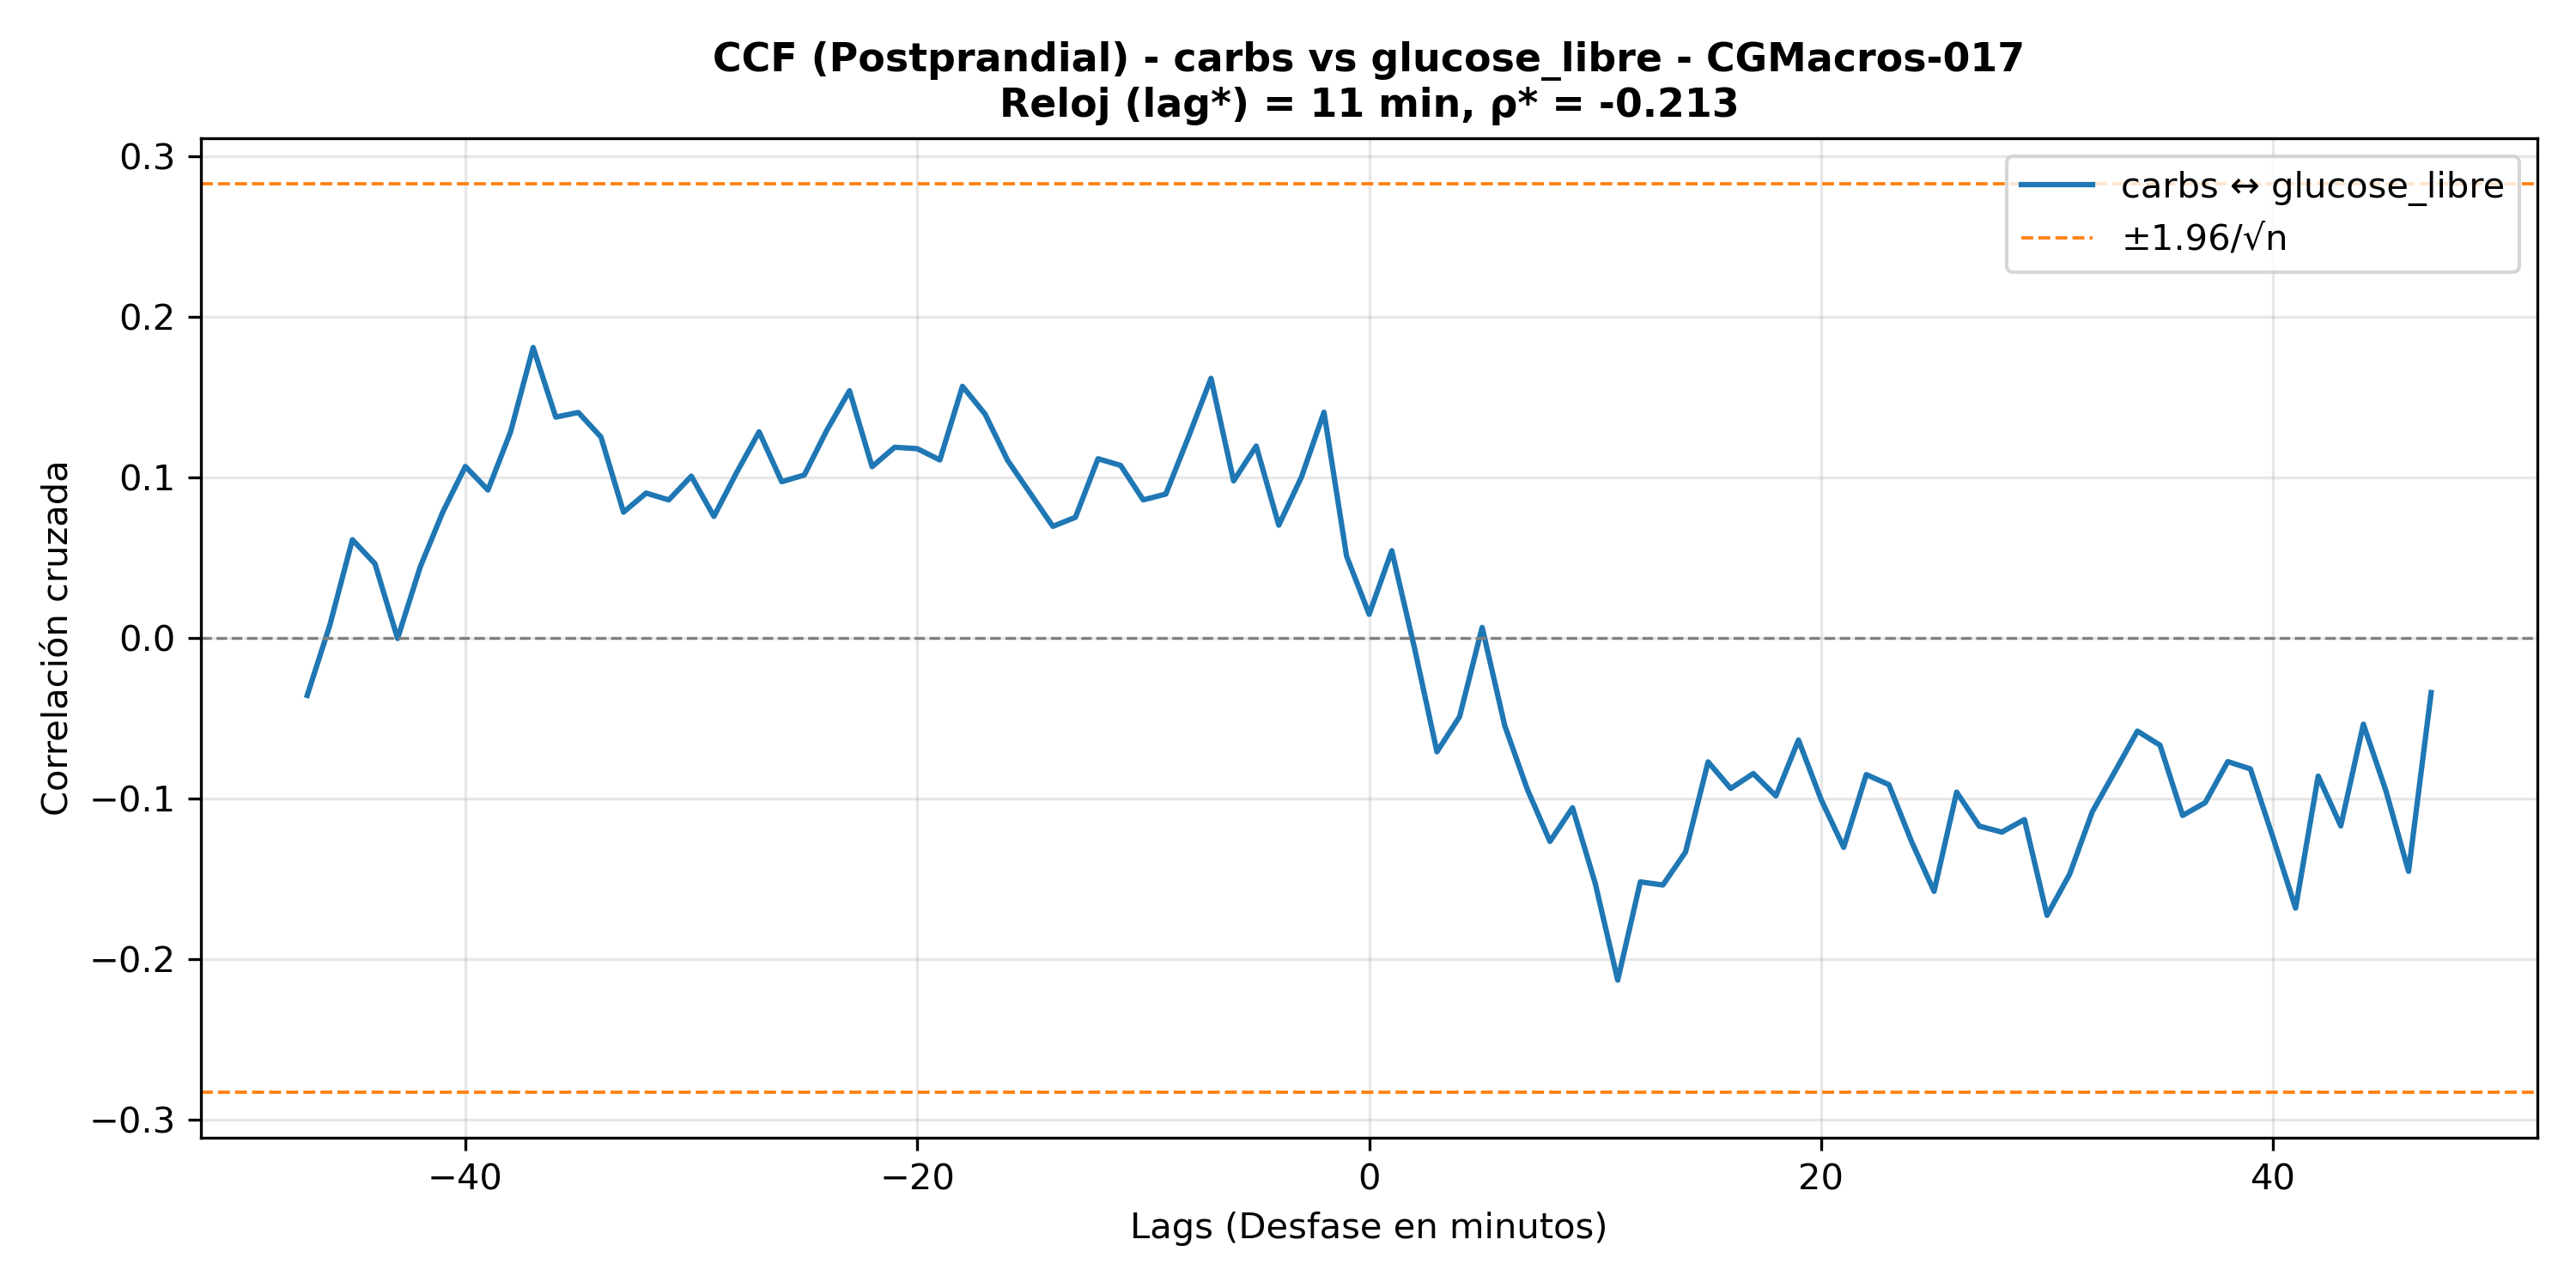 CCF (Postprandial) - carbs vs glucose_libre - CGMacros-017
Reloj (lag*) = 11 min, ρ* = -0.213
carbs ↔ glucose_libre
±1.96/√n
Correlación cruzada
0.3
0.2
0.1
0.0
−0.1
−0.2
−0.3
−40
−20
0
20
40
Lags (Desfase en minutos)